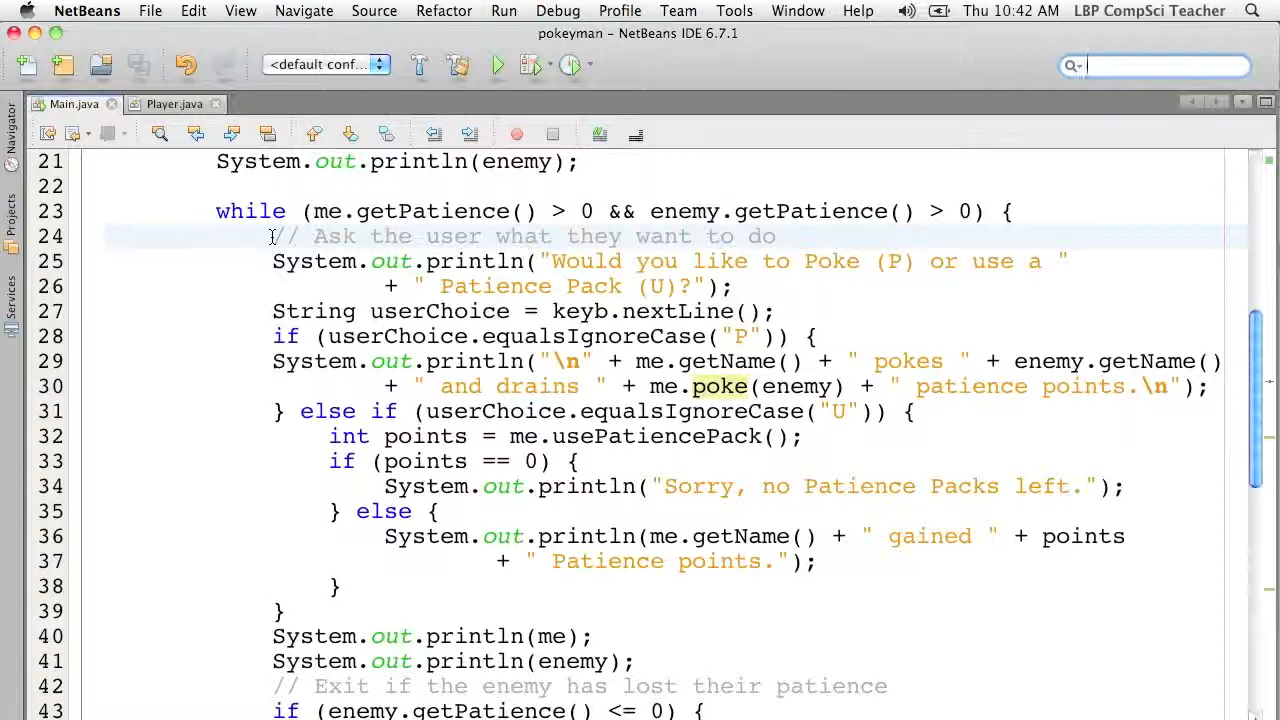 NetBeans File Edit View Navigate Source Refactor Run Debug Profile Team Tools Window Help Thu 10:42 AM LBP CompSci Teacher
pokeyman – NetBeans IDE 6.7.1
<default conf...
Main.java Player.java
Navigator
Projects
Services
21 System.out.println(enemy);
22
23 while (me.getPatience() > 0 && enemy.getPatience() > 0) {
24 // Ask the user what they want to do
25 System.out.println("Would you like to Poke (P) or use a "
26 + " Patience Pack (U)?");
27 String userChoice = keyb.nextLine();
28 if (userChoice.equalsIgnoreCase("P")) {
29 System.out.println("\n" + me.getName() + " pokes " + enemy.getName()
30 + " and drains " + me.poke(enemy) + " patience points.\n");
31 } else if (userChoice.equalsIgnoreCase("U")) {
32 int points = me.usePatiencePack();
33 if (points == 0) {
34 System.out.println("Sorry, no Patience Packs left.");
35 } else {
36 System.out.println(me.getName() + " gained " + points
37 + " Patience points.");
38 }
39 }
40 System.out.println(me);
41 System.out.println(enemy);
42 // Exit if the enemy has lost their patience
43 if (enemy.getPatience() <= 0) {